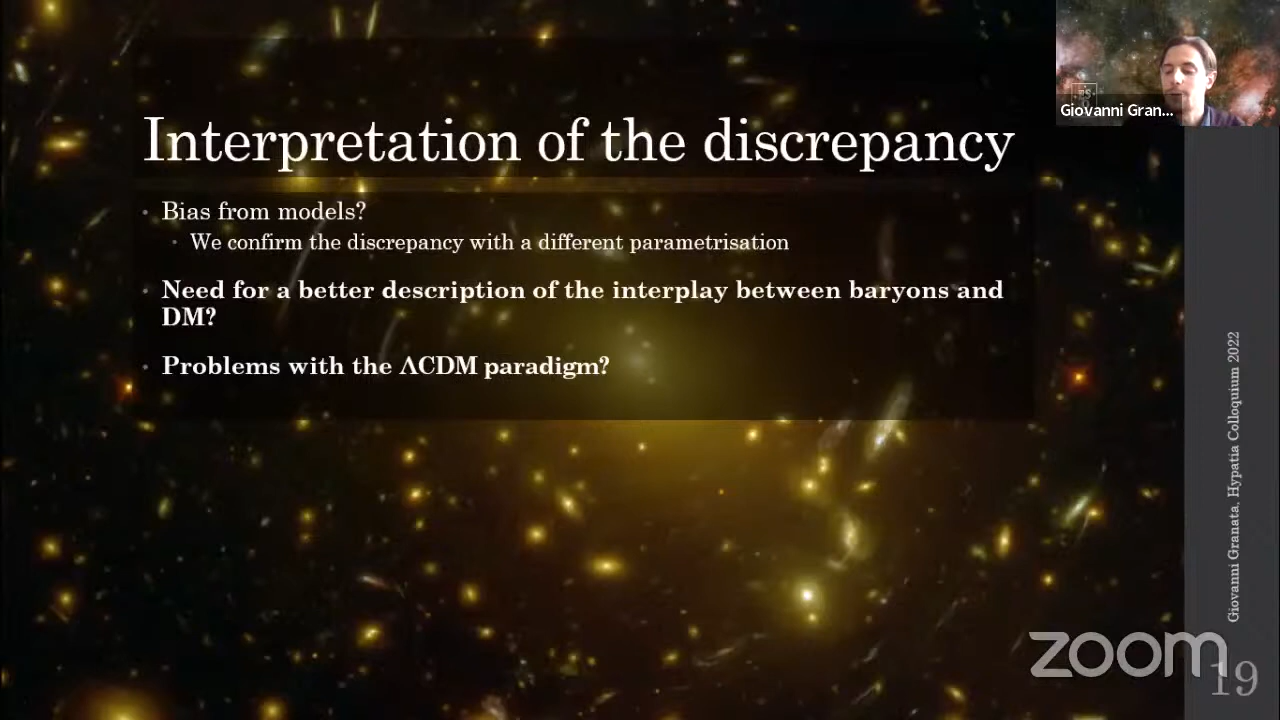 Interpretation of the discrepancy
Bias from models?
We confirm the discrepancy with a different parametrisation
Need for a better description of the interplay between baryons and
DM?
Problems with the ΛCDM paradigm?
Giovanni Gran...
Giovanni Granata, Hypatia Colloquium 2022
zoom
19